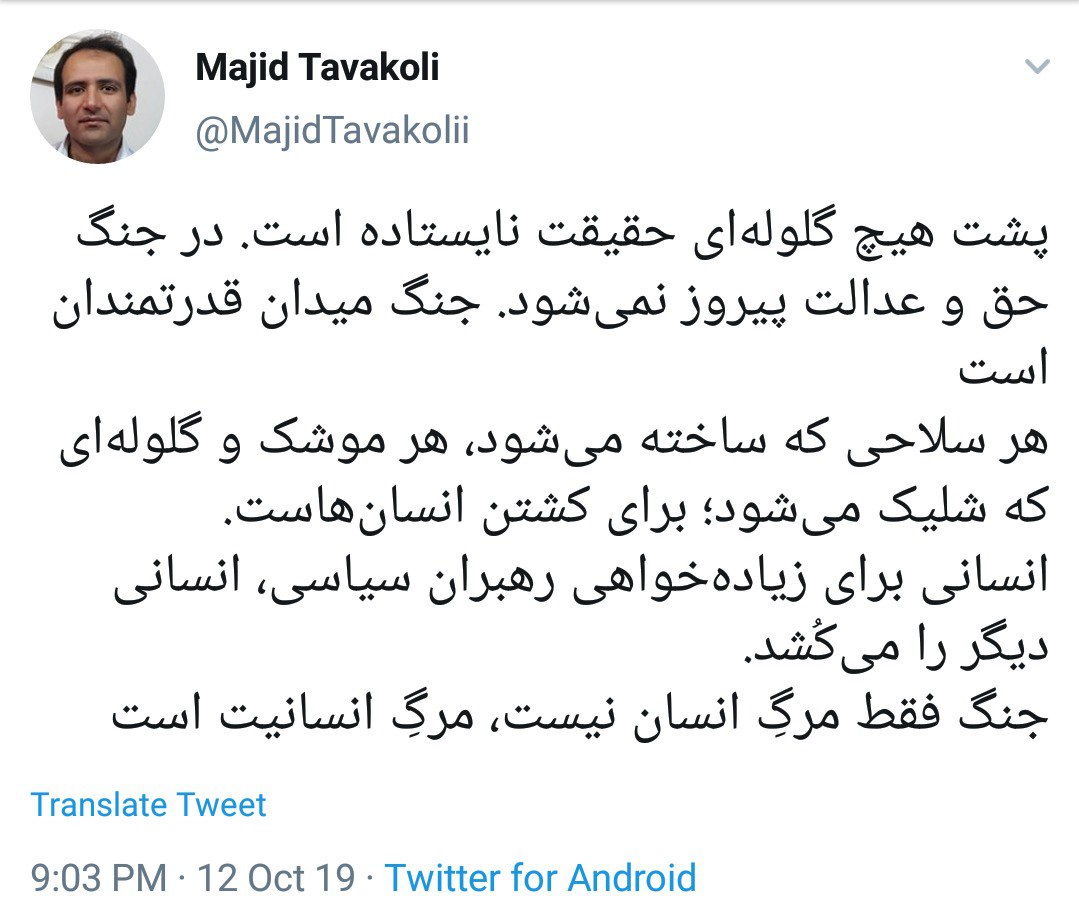 Majid Tavakoli
@MajidTavakolii
پشت هیچ گلوله‌ای حقیقت نایستاده است. در جنگ
حق و عدالت پیروز نمی‌شود. جنگ میدان قدرتمندان
است
هر سلاحی که ساخته می‌شود، هر موشک و گلوله‌ای
که شلیک می‌شود؛ برای کشتن انسان‌هاست.
انسانی برای زیاده‌خواهی رهبران سیاسی، انسانی
دیگر را می‌کُشد.
جنگ فقط مرگِ انسان نیست، مرگِ انسانیت است
Translate Tweet
9:03 PM · 12 Oct 19 · Twitter for Android